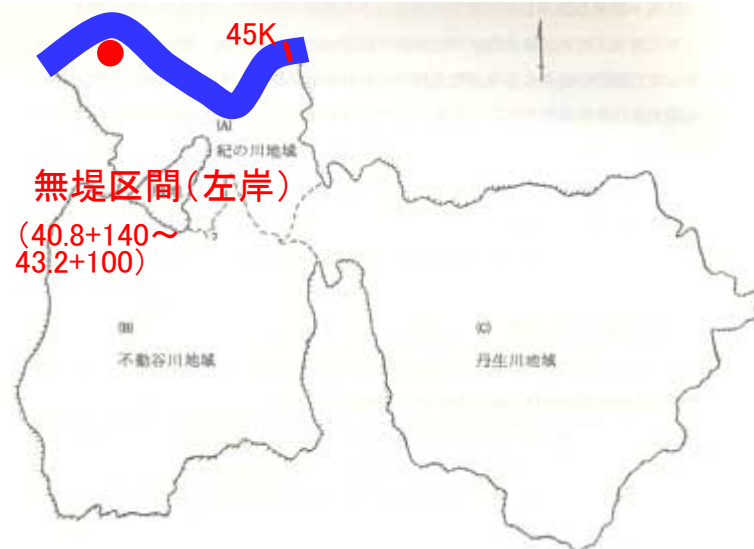 45K
(A)
紀の川地域
無堤区間(左岸)
(40.8+140〜
43.2+100)
(B)
不動谷川地域
(C)
丹生川地域